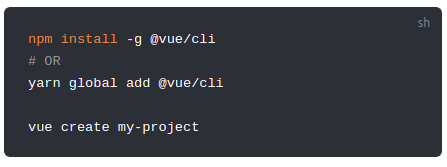 sh
npm install -g @vue/cli
# OR
yarn global add @vue/cli
vue create my-project